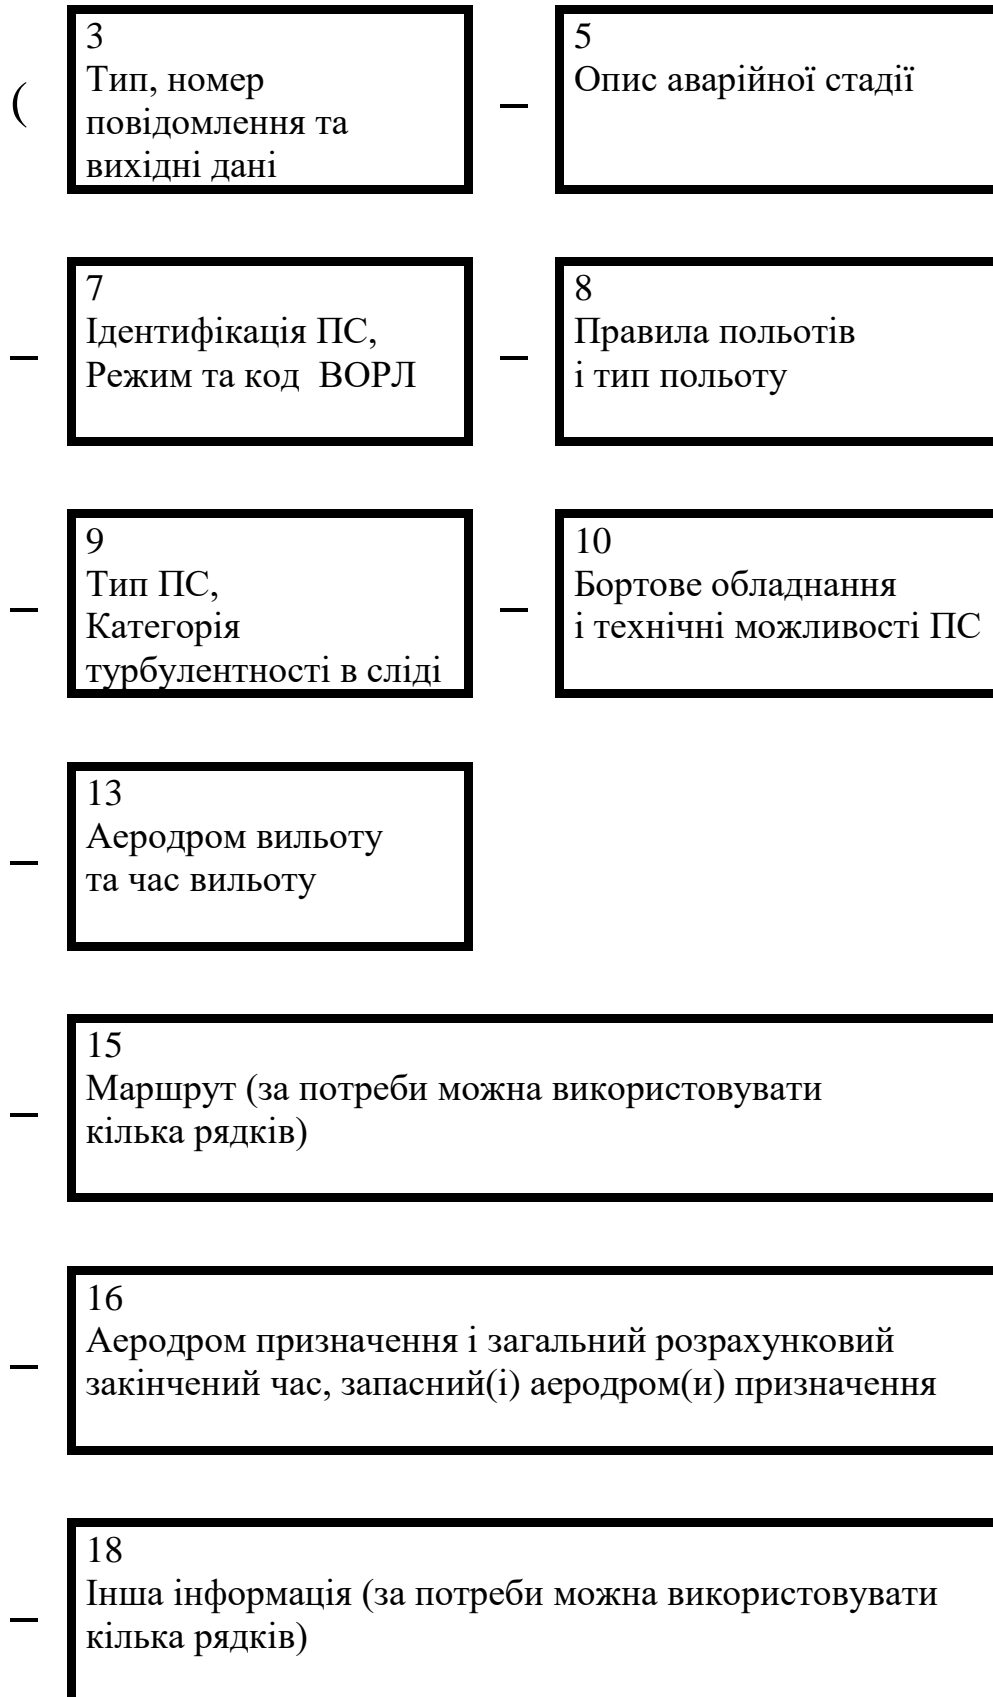 (
3
Тип, номер
повідомлення та
вихідні дані
–
5
Опис аварійної стадії
–
7
Ідентифікація ПС,
Режим та код ВОРЛ
–
8
Правила польотів
і тип польоту
–
9
Тип ПС,
Категорія
турбулентності в сліді
–
10
Бортове обладнання
і технічні можливості ПС
–
13
Аеродром вильоту
та час вильоту
–
15
Маршрут (за потреби можна використовувати
кілька рядків)
–
16
Аеродром призначення і загальний розрахунковий
закінчений час, запасний(і) аеродром(и) призначення
–
18
Інша інформація (за потреби можна використовувати
кілька рядків)